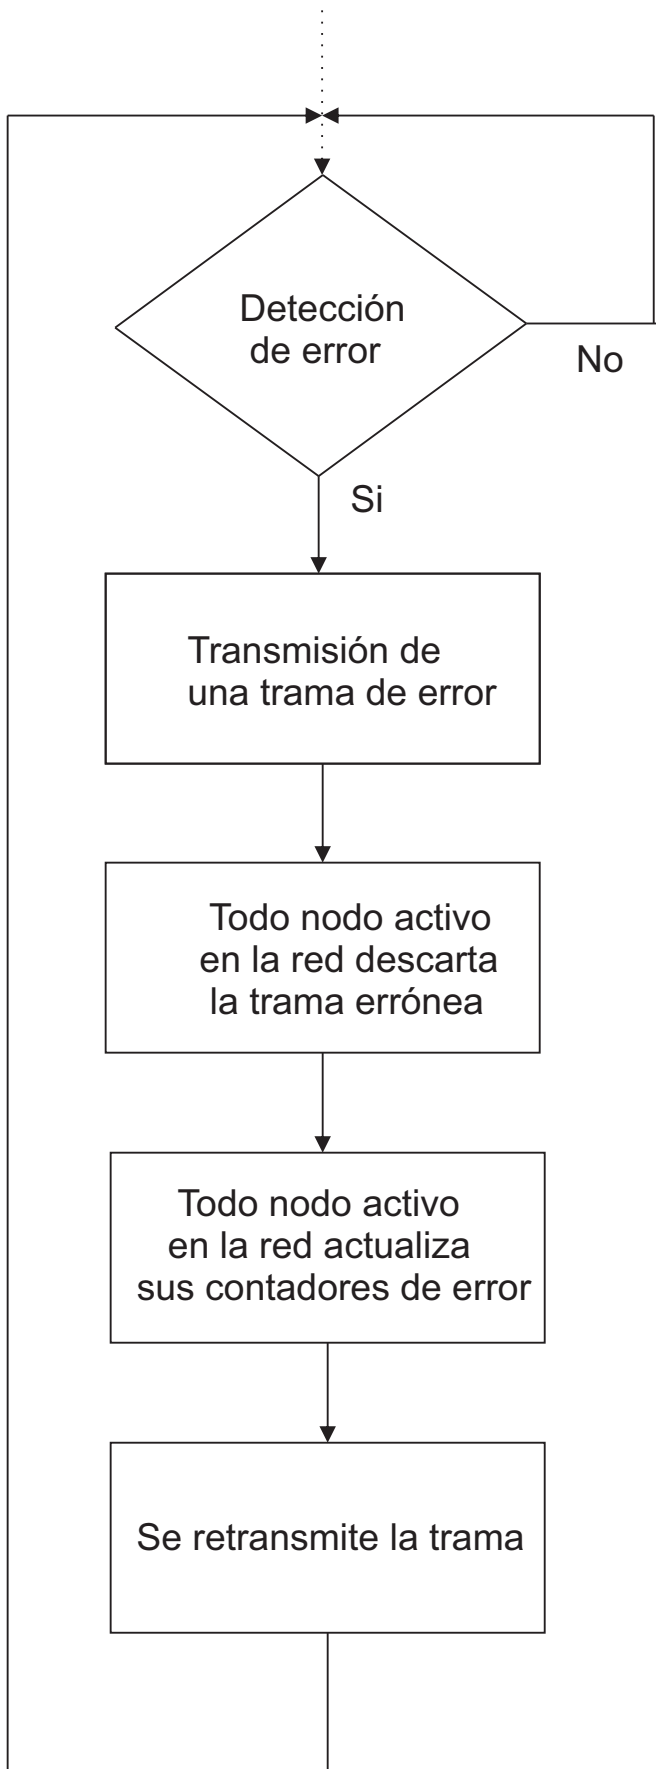 Detección
de error
No
Si
Transmisión de
una trama de error
Todo nodo activo
en la red descarta
la trama errónea
Todo nodo activo
en la red actualiza
sus contadores de error
Se retransmite la trama